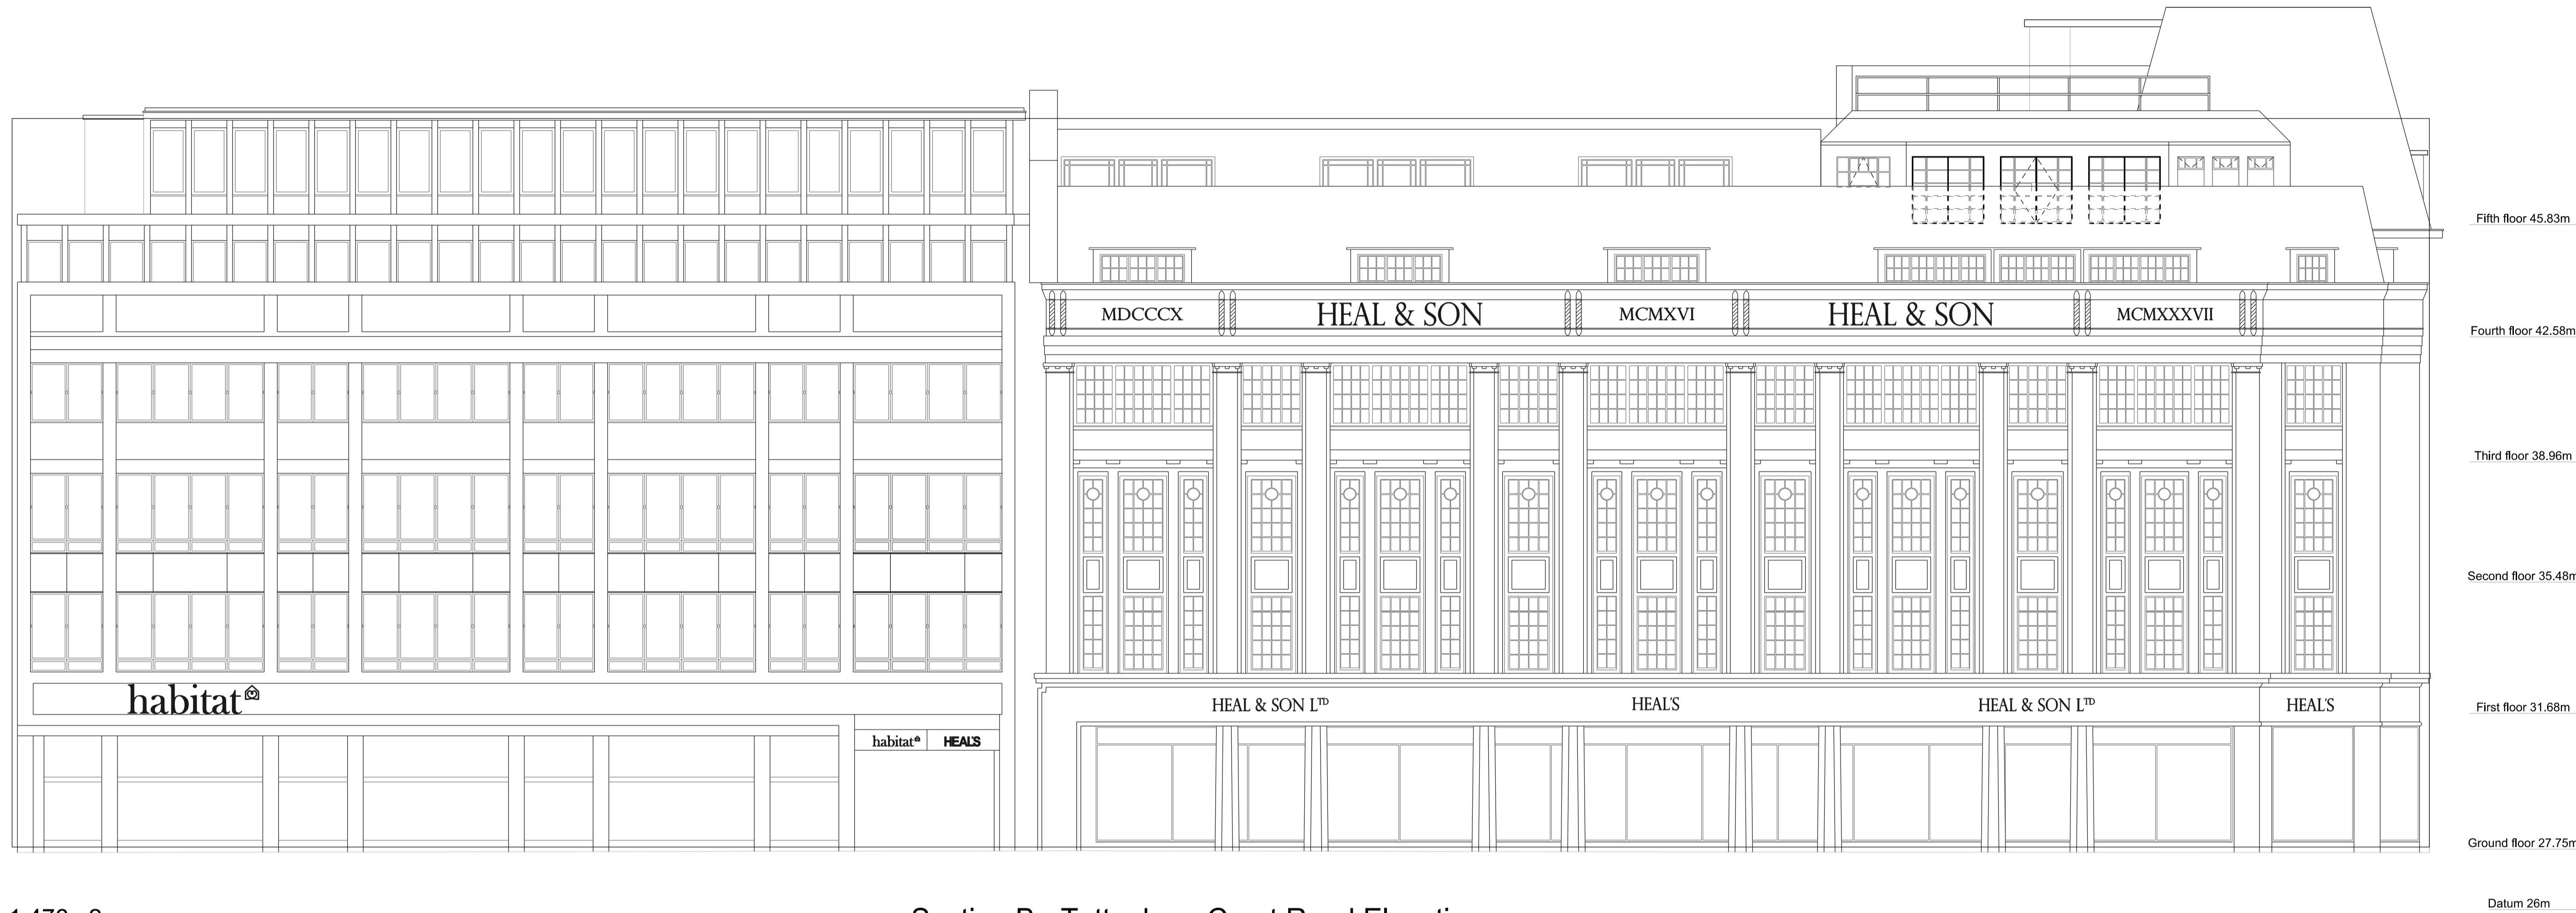 Fifth floor 45.83m
MDCCCX HEAL & SON MCMXVI HEAL & SON MCMXXXVII
Fourth floor 42.58m
Third floor 38.96m
Second floor 35.48m
habitat
HEAL & SON LTD HEAL'S HEAL & SON LTD HEAL'S
First floor 31.68m
habitat HEAL'S
Ground floor 27.75m
Datum 26m
Court Road